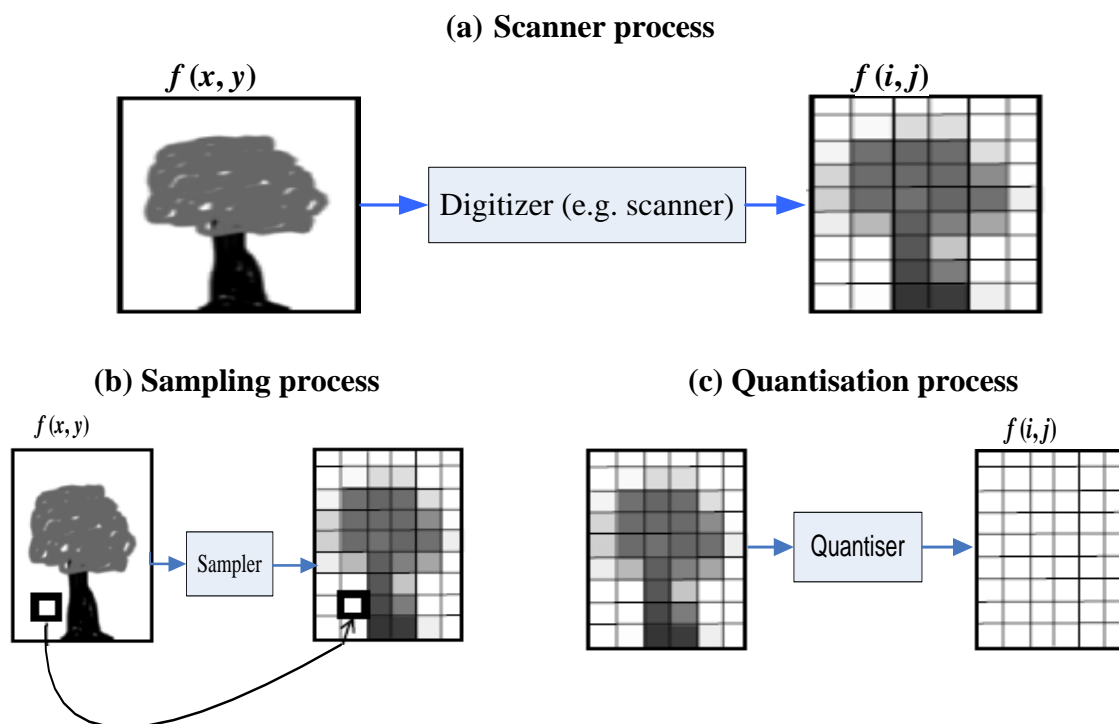 (a) Scanner process
f (x, y)
f (i, j)
Digitizer (e.g. scanner)
(b) Sampling process
(c) Quantisation process
f (x, y)
f (i, j)
Sampler
Quantiser